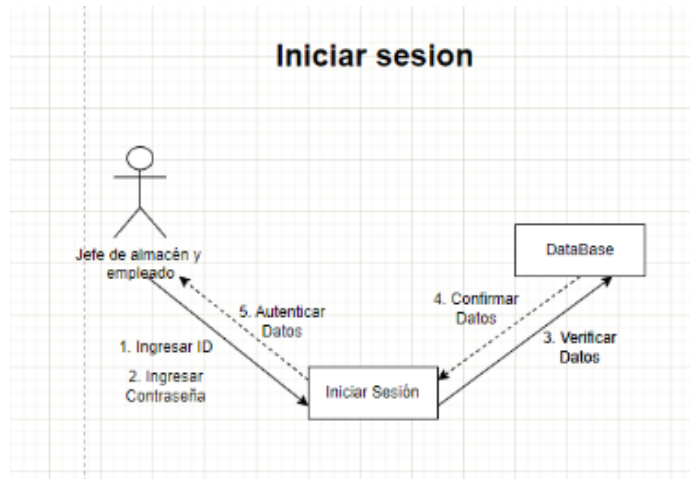 Iniciar sesion
Jefe de almacén y
empleado
DataBase
5. Autenticar
Datos
4. Confirmar
Datos
1. Ingresar ID
3. Verificar
Datos
2. Ingresar
Contraseña
Iniciar Sesión